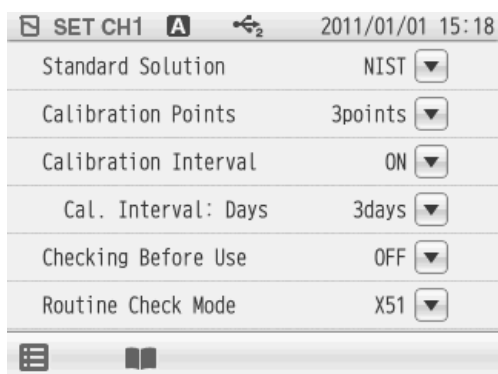 SET CH1 A 2 2011/01/01 15:18
Standard Solution NIST
Calibration Points 3points
Calibration Interval ON
Cal. Interval: Days 3days
Checking Before Use OFF
Routine Check Mode X51